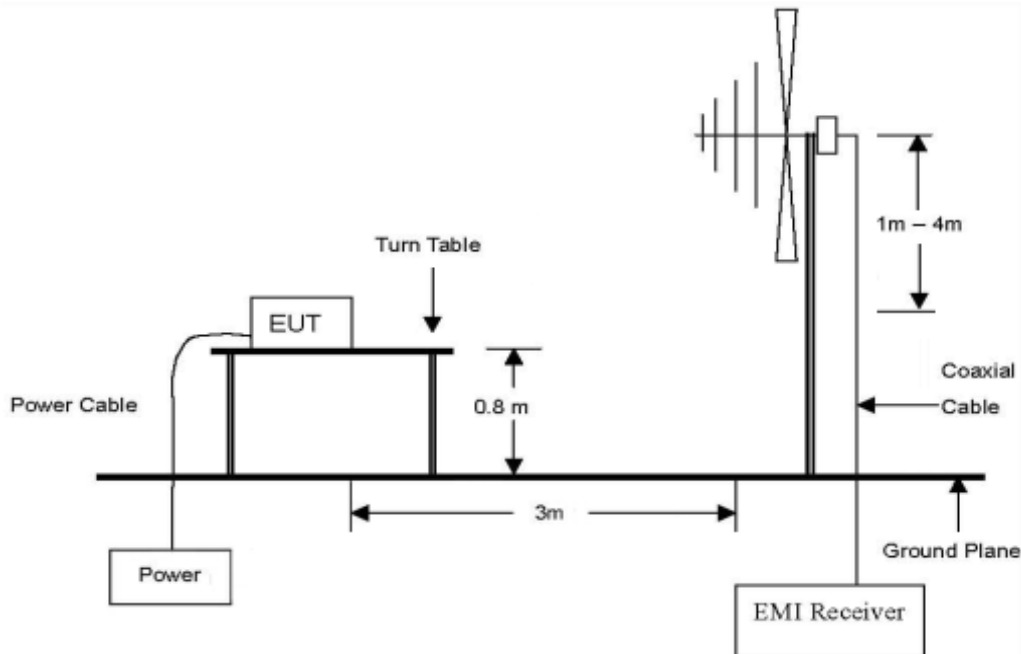 1m – 4m
Turn Table
EUT
Coaxial
Cable
0.8 m
Power Cable
3m
Ground Plane
Power
EMI Receiver